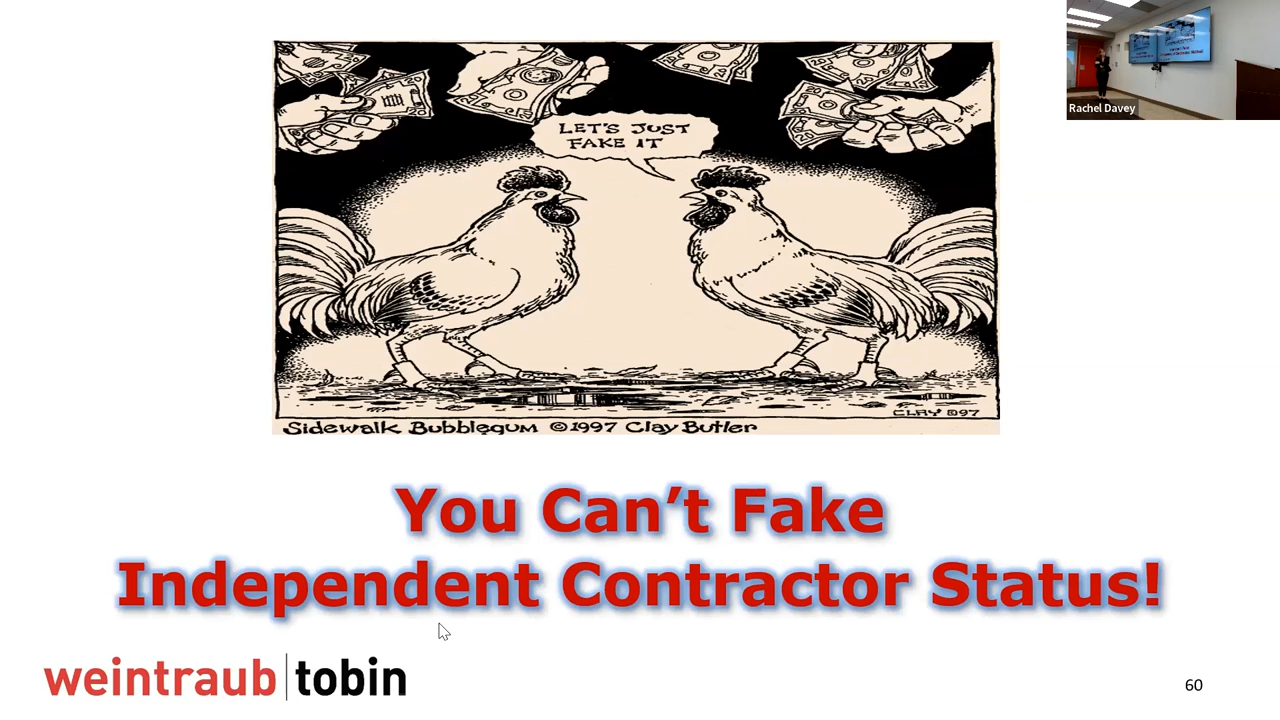 LET'S JUST
FAKE IT
CLAY ©97
Sidewalk Bubblegum ©1997 Clay Butler
Rachel Davey
You Can't Fake
Independent Contractor Status!
weintraub tobin
60